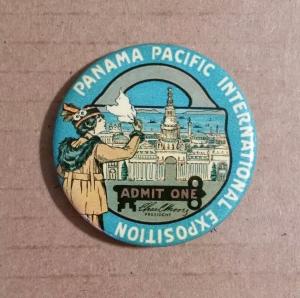 PANAMA PACIFIC INTERNATIONAL EXPOSITION
ADMIT ONE
PRESIDENT